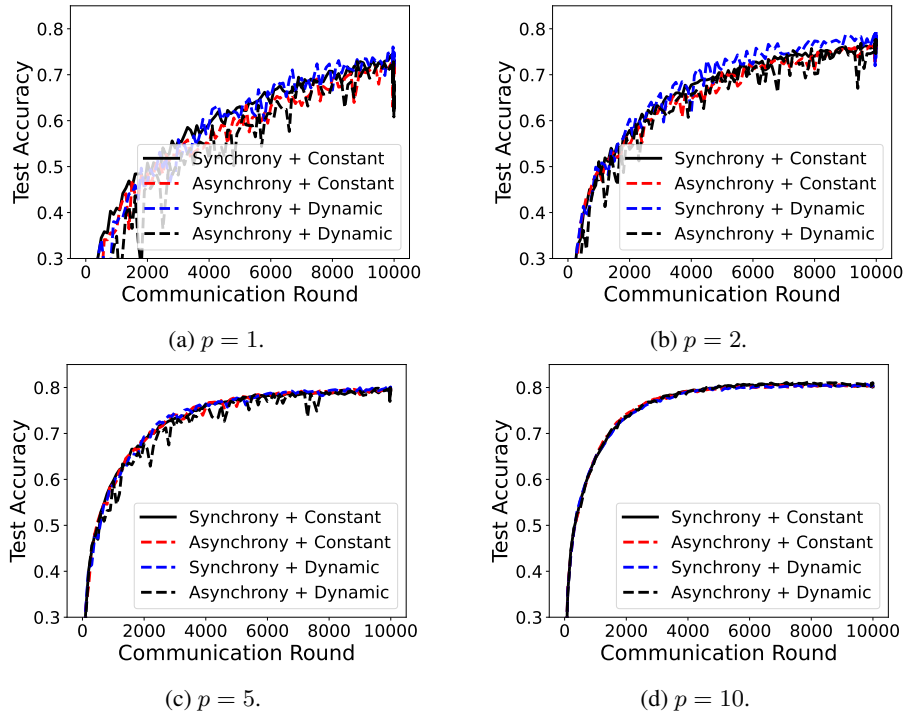 0.8
0.7
0.6
0.5
0.4
0.3
Test Accuracy
Synchrony + Constant
Asynchrony + Constant
Synchrony + Dynamic
Asynchrony + Dynamic
0 2000 4000 6000 8000 10000
Communication Round
(a) p = 1.
0.8
0.7
0.6
0.5
0.4
0.3
Test Accuracy
Synchrony + Constant
Asynchrony + Constant
Synchrony + Dynamic
Asynchrony + Dynamic
0 2000 4000 6000 8000 10000
Communication Round
(b) p = 2.
0.8
0.7
0.6
0.5
0.4
0.3
Test Accuracy
Synchrony + Constant
Asynchrony + Constant
Synchrony + Dynamic
Asynchrony + Dynamic
0 2000 4000 6000 8000 10000
Communication Round
(c) p = 5.
0.8
0.7
0.6
0.5
0.4
0.3
Test Accuracy
Synchrony + Constant
Asynchrony + Constant
Synchrony + Dynamic
Asynchrony + Dynamic
0 2000 4000 6000 8000 10000
Communication Round
(d) p = 10.